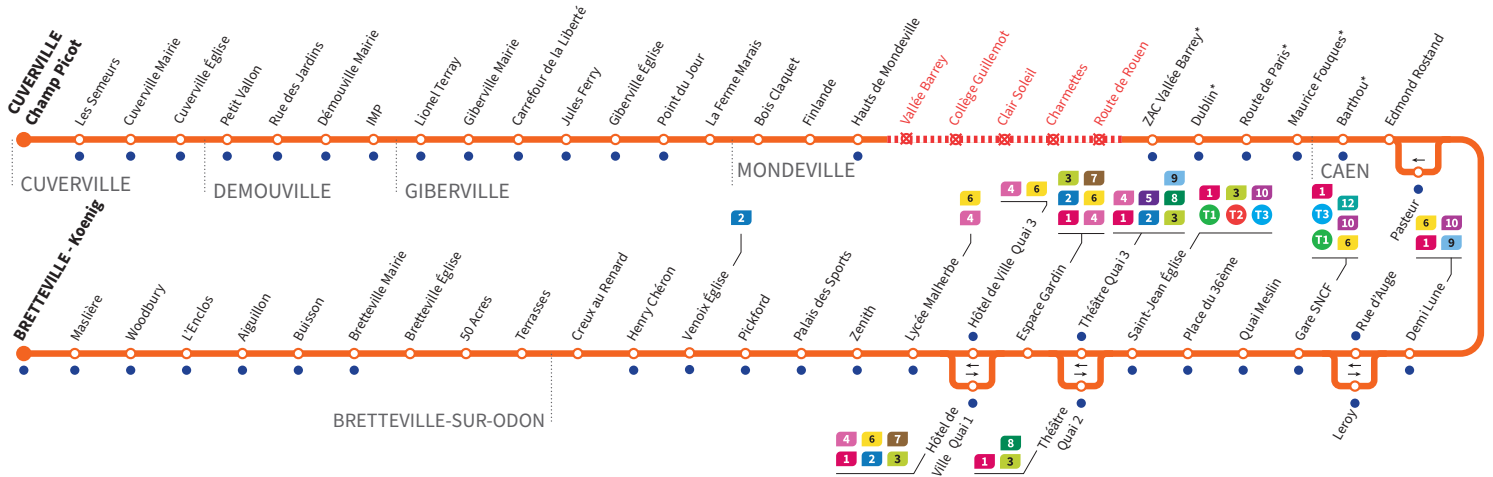 CUVERVILLE
Champ Picot
Les Semeurs
Cuverville Mairie
Cuverville Église
Petit Vallon
Rue des Jardins
Démouville Mairie
IMP
Lionel Terray
Giberville Mairie
Carrefour de la Liberté
Jules Ferry
Giberville Église
Point du Jour
La Ferme Marais
Bois Claquet
Finlande
Hauts de Mondeville
Vallée Barrey
Collège Guillemot
Clair Soleil
Charmettes
Route de Rouen
ZAC Vallée Barrey*
Dublin*
Route de Paris*
Maurice Fouques*
Barthou*
Edmond Rostand
←
Pasteur
CUVERVILLE
DEMOUVILLE
GIBERVILLE
MONDEVILLE
CAEN
BRETTEVILLE - Koenig
Maslière
Woodbury
L'Enclos
Aiguillon
Buisson
Bretteville Mairie
Bretteville Église
50 Acres
Terrasses
Creux au Renard
Henry Chéron
2
Venoix Église
Pickford
Palais des Sports
Zenith
6
4
Lycée Malherbe
4 6
Hôtel de Ville Quai 3
←
→
3 7
2 6
1 4
Espace Gardin
9
4 5 8
1 2 3
Théâtre Quai 3
←
→
1 3 10
T1 T2 T3
Saint-Jean Église
Place du 36ème
Quai Meslin
1
T3 12
10
T1 6
Gare SNCF
Rue d'Auge
←
→
6 10
1 9
Demi Lune
BRETTEVILLE-SUR-ODON
4 6 7
1 2 3
Hôtel de
Ville Quai 1
8
1 3
Théâtre
Quai 2
Leroy